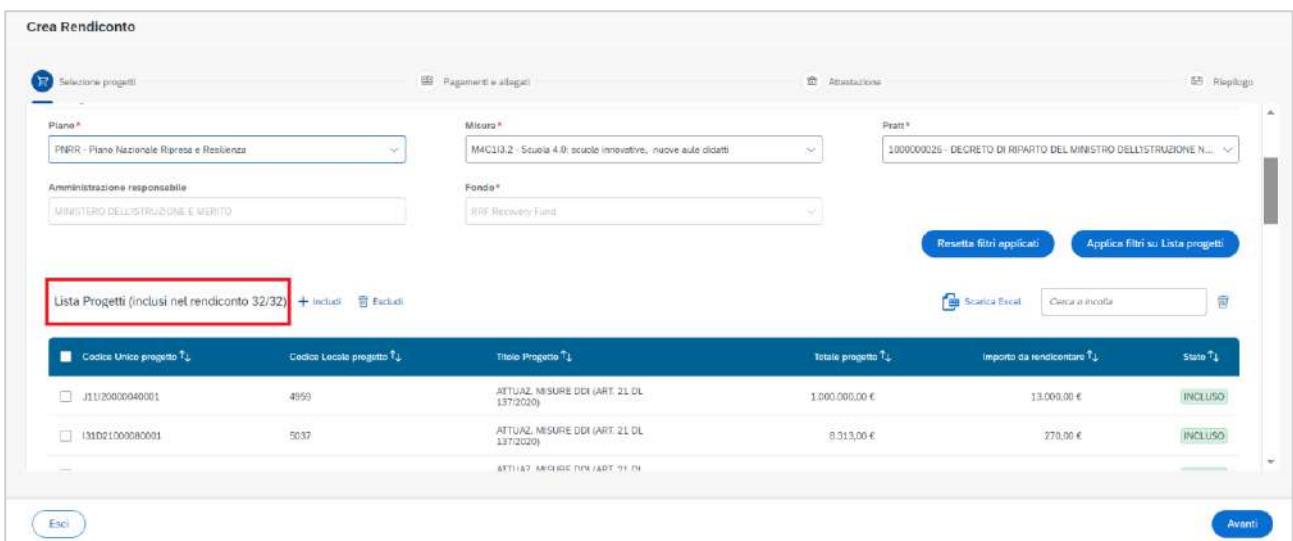 Crea Rendiconto
Selezione progetti
Pagamenti e allegati
Attestazione
Riepilogo
Piano*
Misura*
Pratt*
PNRR - Piano Nazionale Ripresa e Resilienza
M4C1I3.2 - Scuola 4.0: scuole innovative, nuove aule didatti
1000000026 - DECRETO DI RIPARTO DEL MINISTRO DELL'ISTRUZIONE N...
Amministrazione responsabile
Fondo*
MINISTERO DELL'ISTRUZIONE E MERITO
RRF Recovery Fund
Resetta filtri applicati
Applica filtri su Lista progetti
Lista Progetti (inclusi nel rendiconto 32/32)
+ Includi
Escludi
Scarica Excel
Cerca o incolla
Codice Unico progetto
Codice Locale progetto
Titolo Progetto
Totale progetto
Importo da rendicontare
Stato
4959
ATTUAZ. MISURE DDI (ART. 21 DL
137/2020)
1.000.000,00 €
13.000,00 €
INCLUSO
I31D21000080001
5037
ATTUAZ. MISURE DDI (ART. 21 DL
137/2020)
8.313,00 €
270,00 €
INCLUSO
ATTUAZ. MISURE DDI (ART. 21 DL
Esci
Avanti